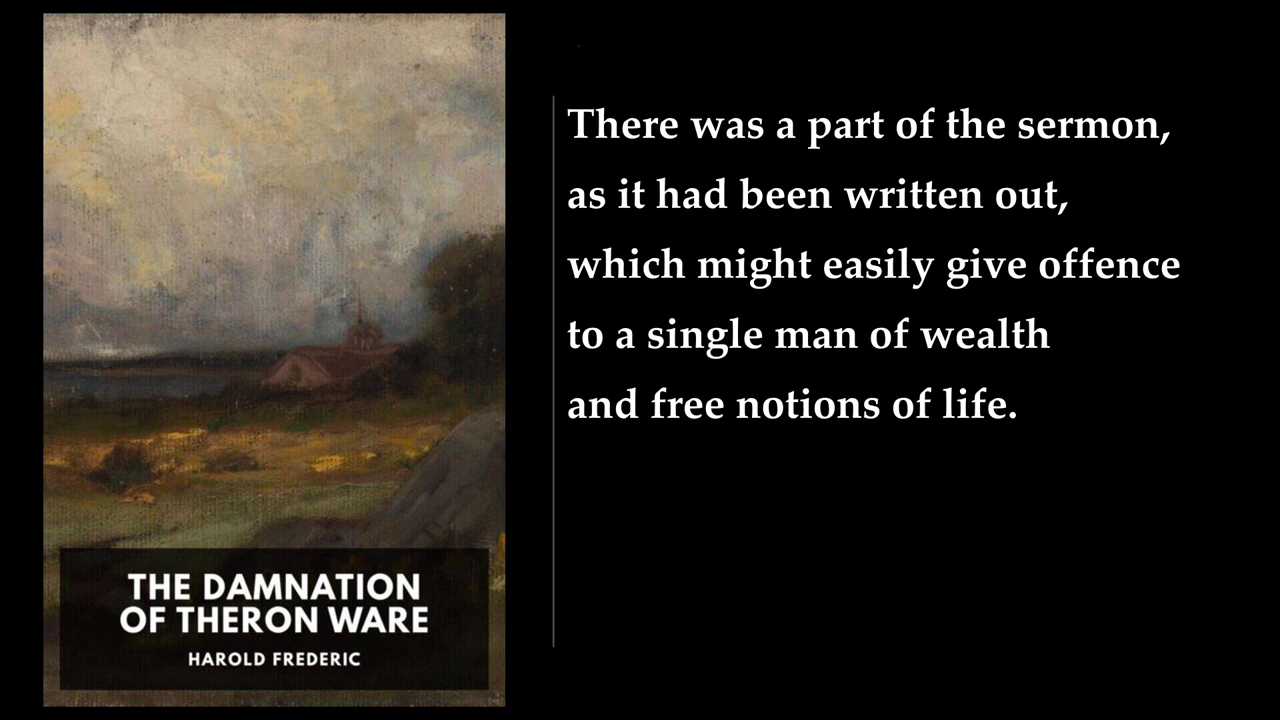 There was a part of the sermon,
as it had been written out,
which might easily give offence
to a single man of wealth
and free notions of life.
THE DAMNATION
OF THERON WARE
HAROLD FREDERIC